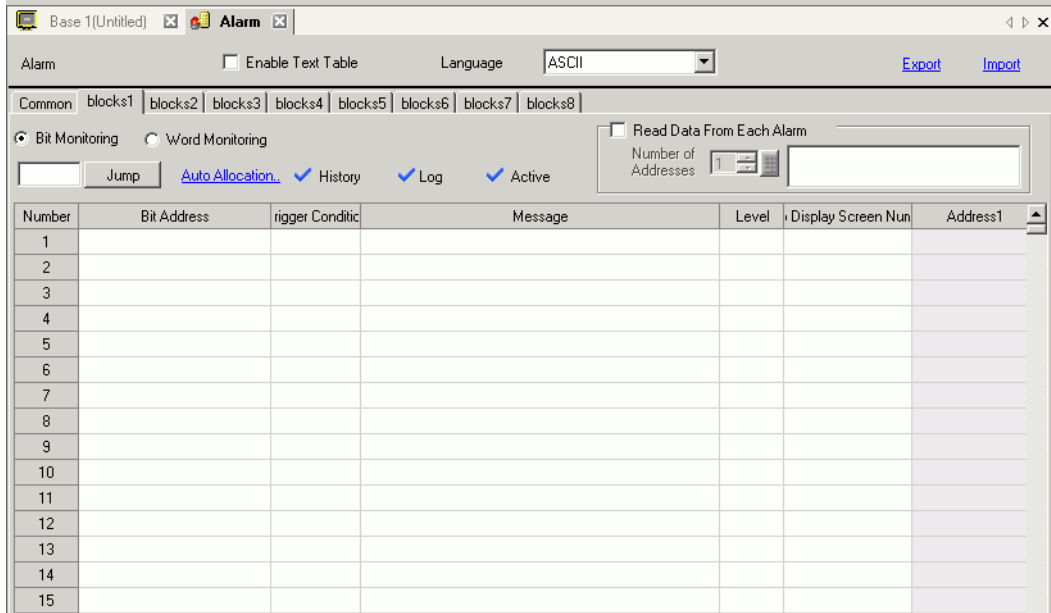 Base 1(Untitled) Alarm
Alarm Enable Text Table Language ASCII Export Import
Common blocks1 blocks2 blocks3 blocks4 blocks5 blocks6 blocks7 blocks8
Bit Monitoring Word Monitoring Read Data From Each Alarm
Jump Auto Allocation.. History Log Active Number of Addresses 1
Number Bit Address rigger Conditic Message Level Display Screen Nun Address1
1
2
3
4
5
6
7
8
9
10
11
12
13
14
15